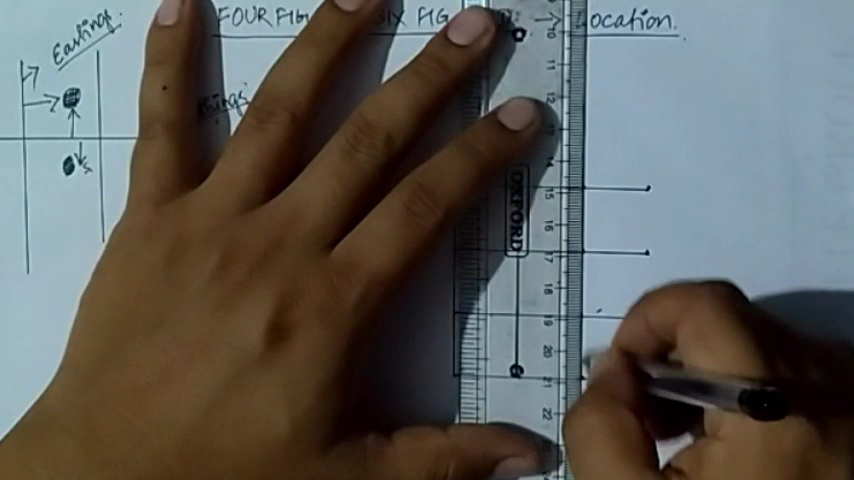 FOUR FIG SIX FIG Location.
Eastings
OXFORD
10 11 12 13 14 15 16 17 18 19 20 21 22